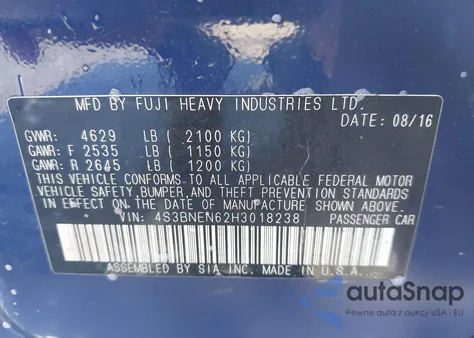 MFD BY FUJI HEAVY INDUSTRIES LTD.
DATE: 08/16
GVWR: 4629 LB ( 2100 KG)
GAWR: F 2535 LB ( 1150 KG)
GAWR: R 2645 LB ( 1200 KG)
THIS VEHICLE CONFORMS TO ALL APPLICABLE FEDERAL MOTOR
VEHICLE SAFETY, BUMPER, AND THEFT PREVENTION STANDARDS
IN EFFECT ON THE DATE OF MANUFACTURE SHOWN ABOVE.
VIN: 4S3BNEN62H3018238 PASSENGER CAR
ASSEMBLED BY SIA, INC. MADE IN U.S.A.
autoSnap
Pewne auta z aukcji USA i EU